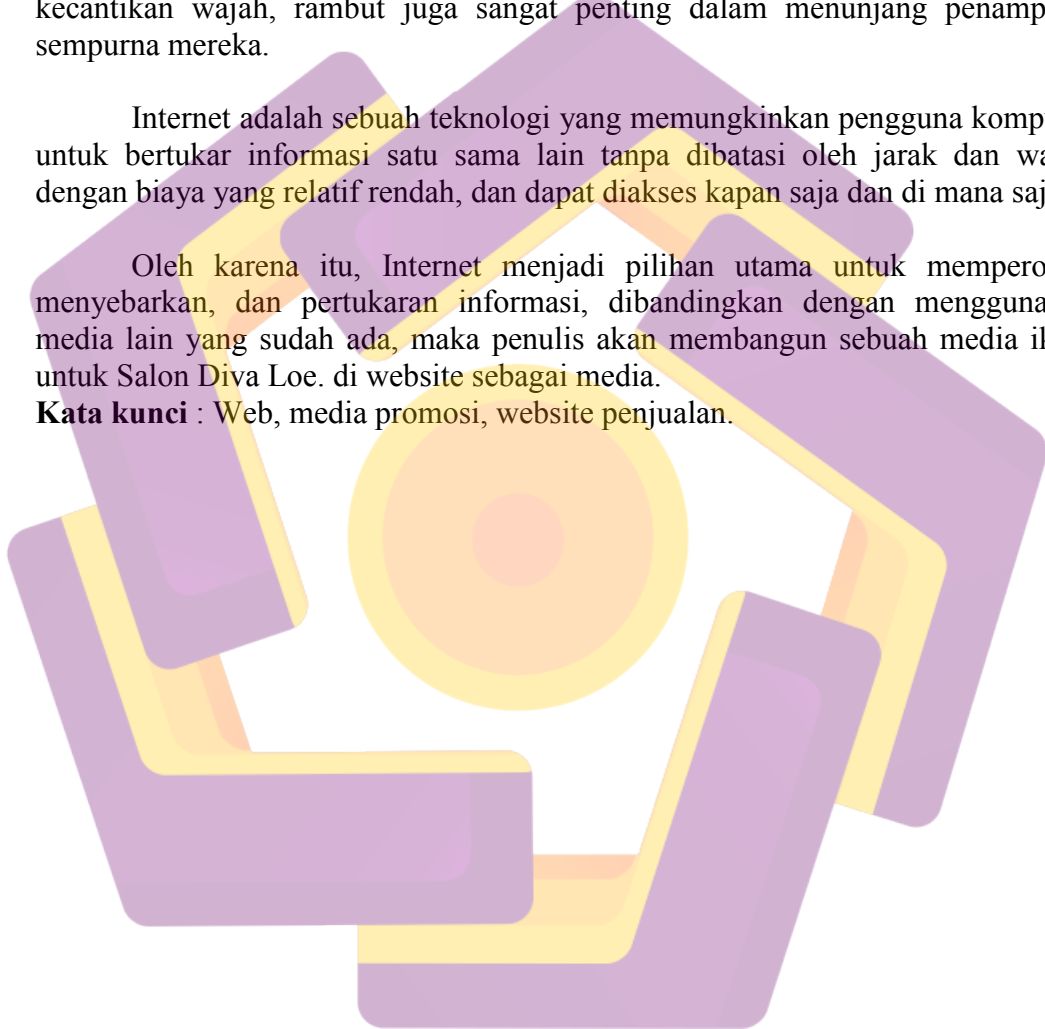 kecantikan wajah, rambut juga sangat penting dalam menunjang penamp
sempurna mereka.
Internet adalah sebuah teknologi yang memungkinkan pengguna komp
untuk bertukar informasi satu sama lain tanpa dibatasi oleh jarak dan wa
dengan biaya yang relatif rendah, dan dapat diakses kapan saja dan di mana saj
Oleh karena itu, Internet menjadi pilihan utama untuk mempero
menyebarkan, dan pertukaran informasi, dibandingkan dengan mengguna
media lain yang sudah ada, maka penulis akan membangun sebuah media ik
untuk Salon Diva Loe. di website sebagai media.
Kata kunci : Web, media promosi, website penjualan.